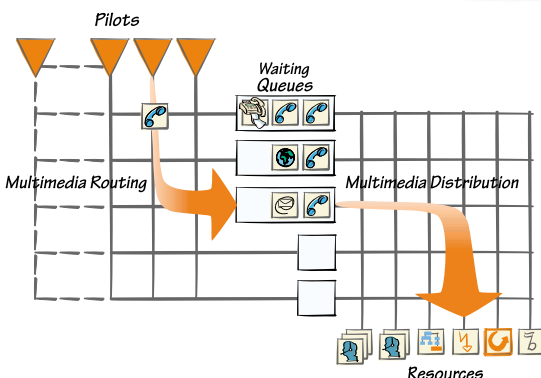 Pilots
Waiting
Queues
Multimedia Routing
Multimedia Distribution
Resources